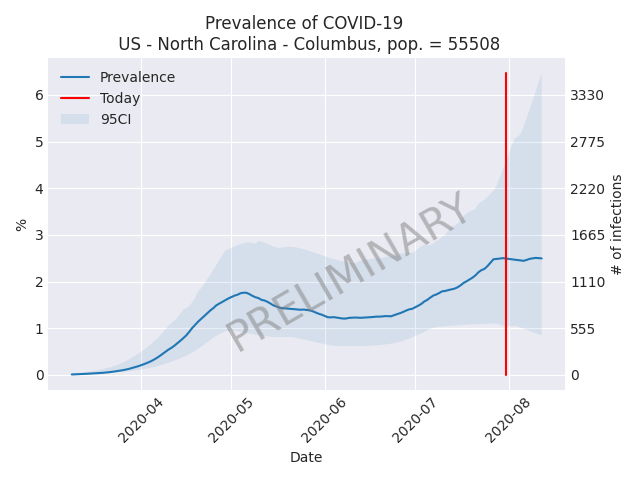 Prevalence of COVID-19
US - North Carolina - Columbus, pop. = 55508
Prevalence
Today
95CI
6
5
4
3
2
1
0
%
3330
2775
2220
1665
1110
555
0
# of infections
PRELIMINARY
2020-04
2020-05
2020-06
2020-07
2020-08
Date